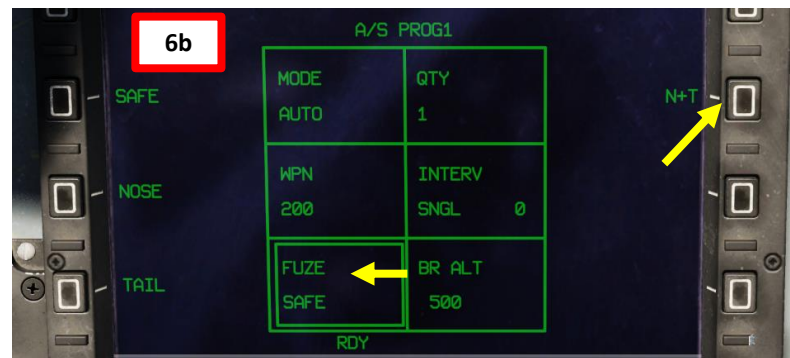 6b
A/S PROG1
MODE QTY
SAFE AUTO 1 N+T
WPN INTERV
NOSE 200 SNGL 0
FUZE BR ALT
TAIL SAFE 500
RDY